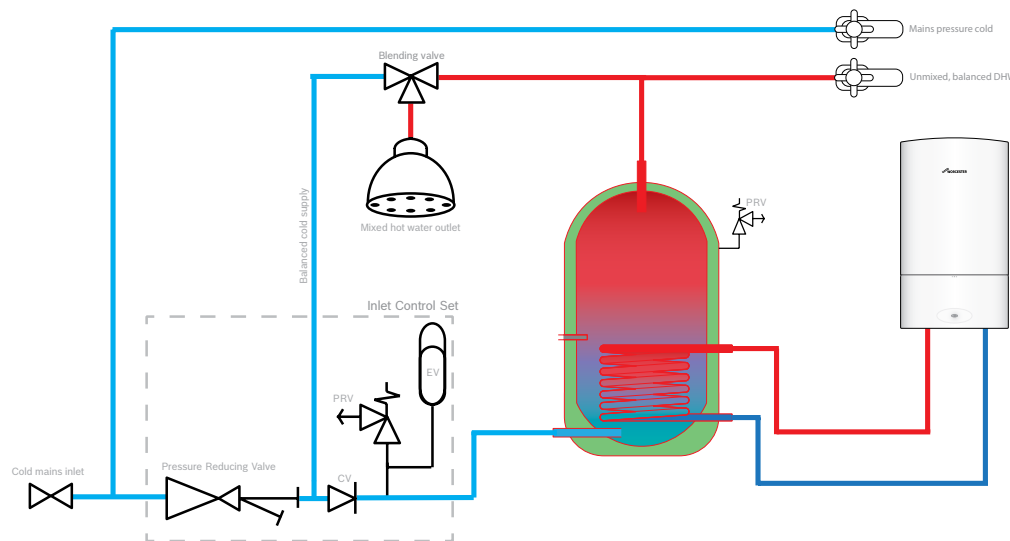 Mains pressure cold
Blending valve
Unmixed, balanced DHW
WORCESTER
Balanced cold supply
PRV
Mixed hot water outlet
Inlet Control Set
EV
PRV
Cold mains inlet
Pressure Reducing Valve
CV